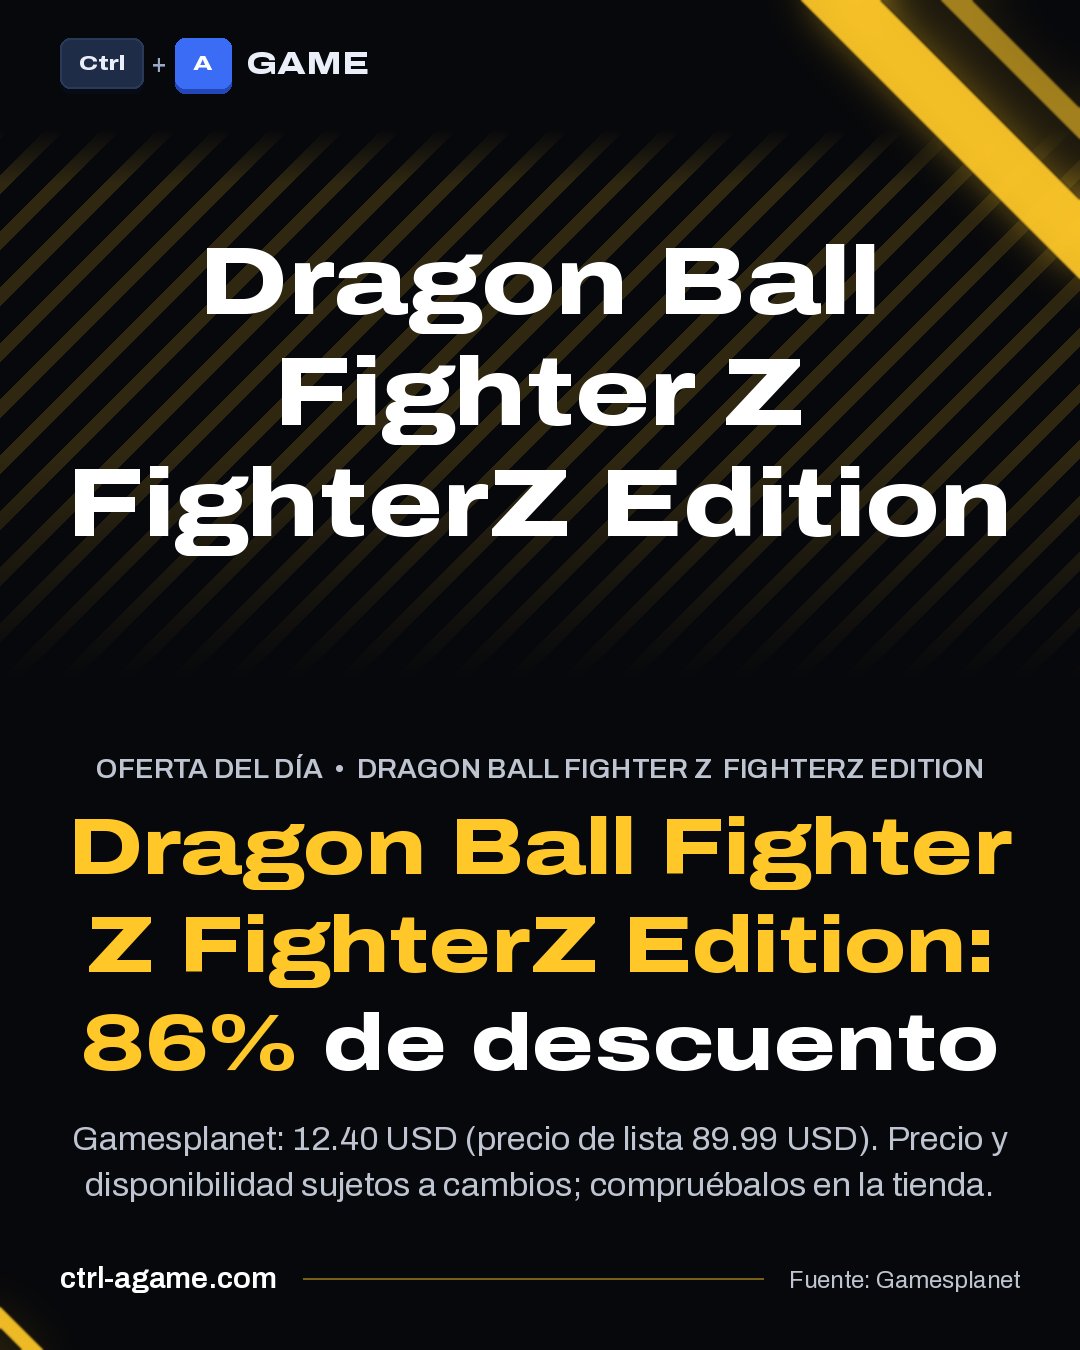 Ctrl + A GAME
Dragon Ball
Fighter Z
FighterZ Edition
OFERTA DEL DÍA • DRAGON BALL FIGHTER Z FIGHTERZ EDITION
Dragon Ball Fighter
Z FighterZ Edition:
86% de descuento
Gamesplanet: 12.40 USD (precio de lista 89.99 USD). Precio y
disponibilidad sujetos a cambios; compruébalos en la tienda.
ctrl-agame.com
Fuente: Gamesplanet